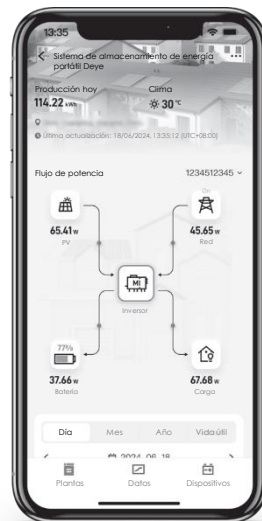 13:35
Sistema de almacenamiento de energía
portátil Deye
Producción hoy
Clima
114.22 kWh
30 °C
Última actualización: 18/06/2024, 13:35:12 (UTC+08:00)
Flujo de potencia
1234512345
65.41 w
PV
45.65 w
Red
MI
Inversor
77%
37.66 w
Batería
67.68 w
Carga
Día Mes Año Vida útil
2024-06-18
Plantas Datos Dispositivos